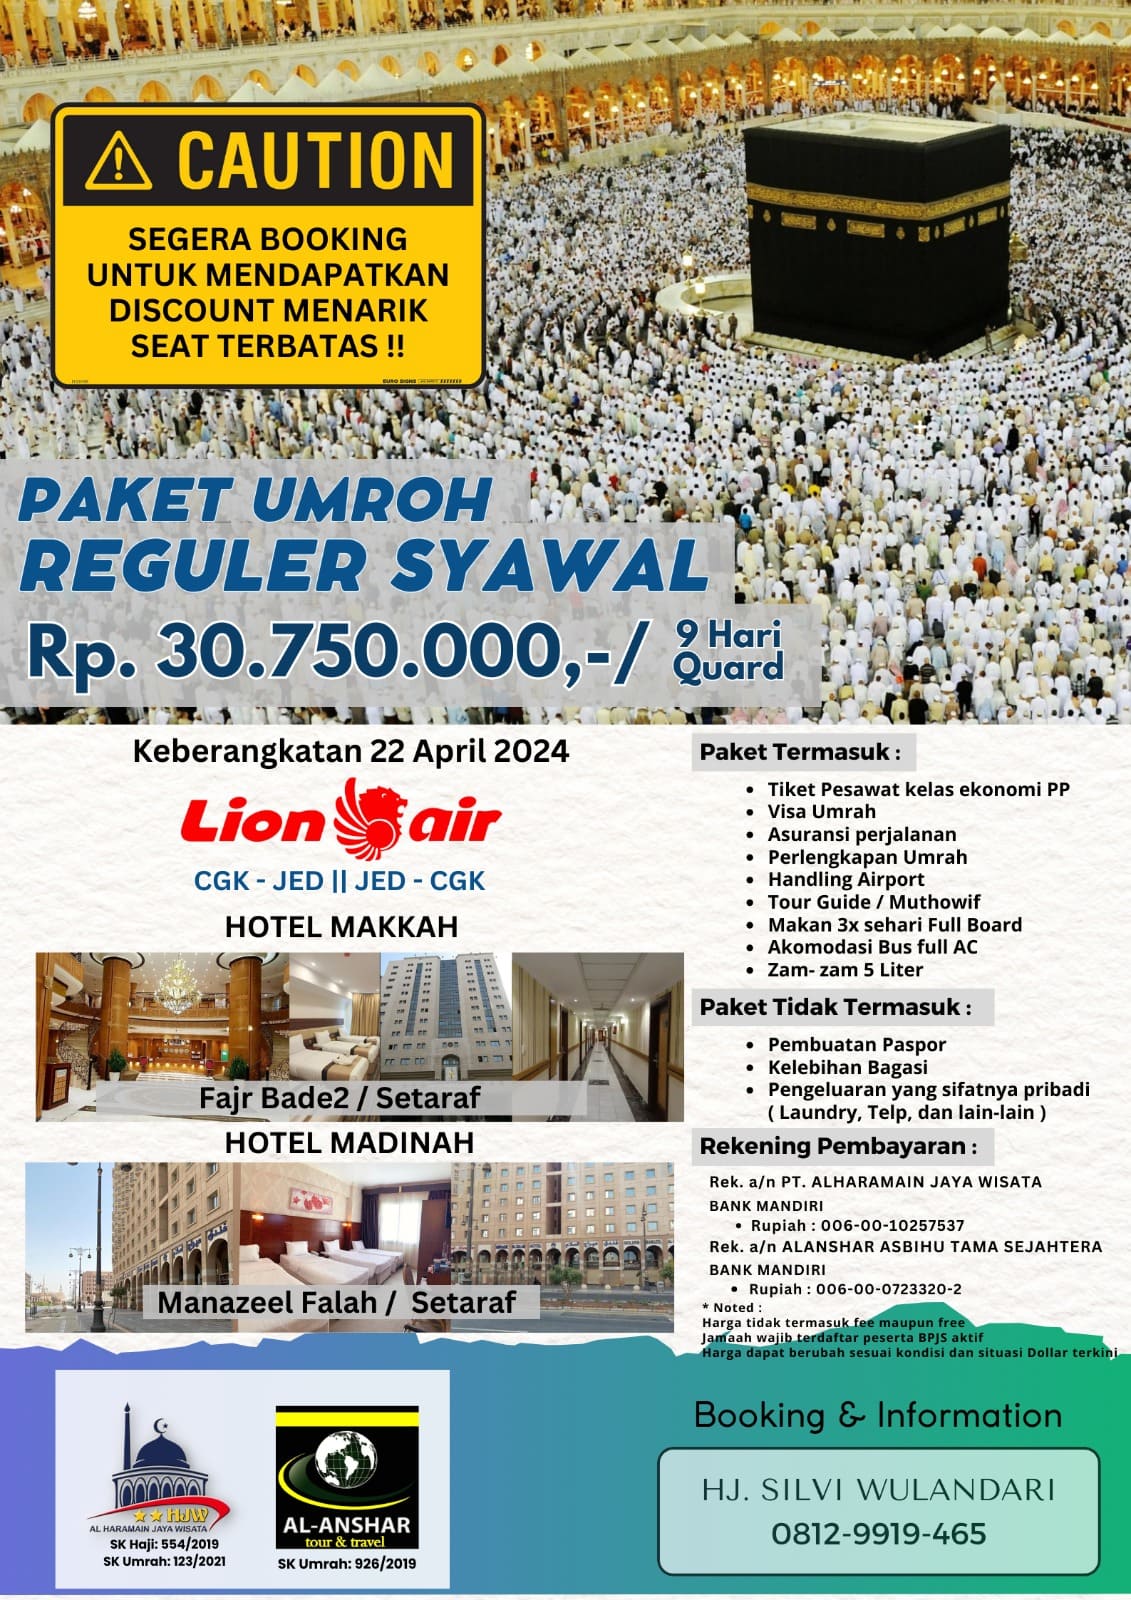 CAUTION
SEGERA BOOKING
UNTUK MENDAPATKAN
DISCOUNT MENARIK
SEAT TERBATAS !!
EURO SIGNS
PAKET UMROH
REGULER SYAWAL
Rp. 30.750.000,-/
9 Hari
Quard
Keberangkatan 22 April 2024
Lion air
CGK - JED || JED - CGK
HOTEL MAKKAH
Fajr Bade2 / Setaraf
HOTEL MADINAH
Manazeel Falah / Setaraf
Paket Termasuk :
• Tiket Pesawat kelas ekonomi PP
• Visa Umrah
• Asuransi perjalanan
• Perlengkapan Umrah
• Handling Airport
• Tour Guide / Muthowif
• Makan 3x sehari Full Board
• Akomodasi Bus full AC
• Zam- zam 5 Liter
Paket Tidak Termasuk :
• Pembuatan Paspor
• Kelebihan Bagasi
• Pengeluaran yang sifatnya pribadi
( Laundry, Telp, dan lain-lain )
Rekening Pembayaran :
Rek. a/n PT. ALHARAMAIN JAYA WISATA
BANK MANDIRI
• Rupiah : 006-00-10257537
Rek. a/n ALANSHAR ASBIHU TAMA SEJAHTERA
BANK MANDIRI
• Rupiah : 006-00-0723320-2
* Noted :
Harga tidak termasuk fee maupun free
Jamaah wajib terdaftar peserta BPJS aktif
Harga dapat berubah sesuai kondisi dan situasi Dollar terkini
HJW
AL HARAMAIN JAYA WISATA
SK Haji: 554/2019
SK Umrah: 123/2021
AL-ANSHAR
tour & travel
SK Umrah: 926/2019
Booking & Information
HJ. SILVI WULANDARI
0812-9919-465